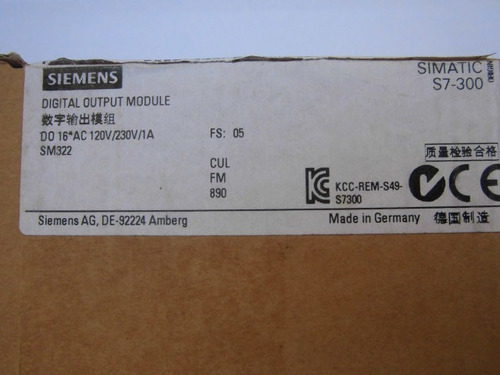 SIEMENS
SIMATIC
S7-300
DIGITAL OUTPUT MODULE
数字输出模组
DO 16*AC 120V/230V/1A
FS: 05
SM322
质量检验合格
CUL
FM
890
KCC-REM-S49-
S7300
CE
Siemens AG, DE-92224 Amberg
Made in Germany 德国制造